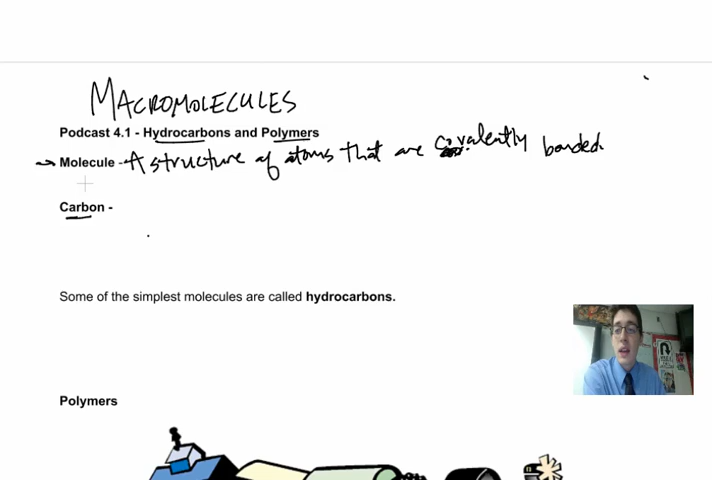 MACROMOLECULES
Podcast 4.1 - Hydrocarbons and Polymers
Molecule - A structure of atoms that are covalently bonded.
Carbon -
Some of the simplest molecules are called hydrocarbons.
Polymers